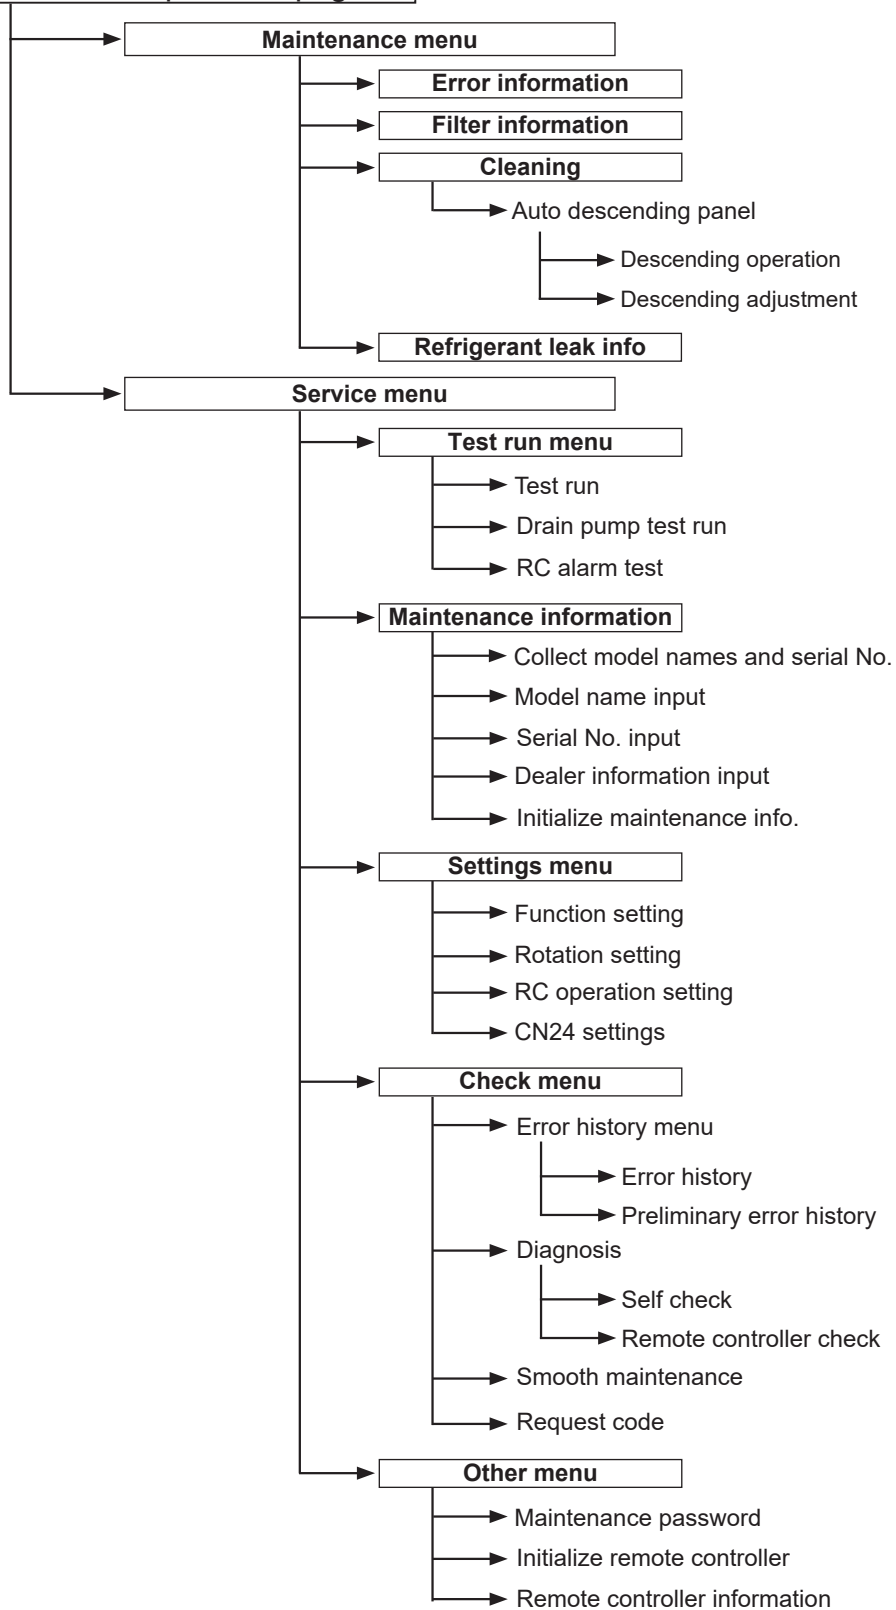 Maintenance menu
Error information
Filter information
Cleaning
Auto descending panel
Descending operation
Descending adjustment
Refrigerant leak info
Service menu
Test run menu
Test run
Drain pump test run
RC alarm test
Maintenance information
Collect model names and serial No.
Model name input
Serial No. input
Dealer information input
Initialize maintenance info.
Settings menu
Function setting
Rotation setting
RC operation setting
CN24 settings
Check menu
Error history menu
Error history
Preliminary error history
Diagnosis
Self check
Remote controller check
Smooth maintenance
Request code
Other menu
Maintenance password
Initialize remote controller
Remote controller information